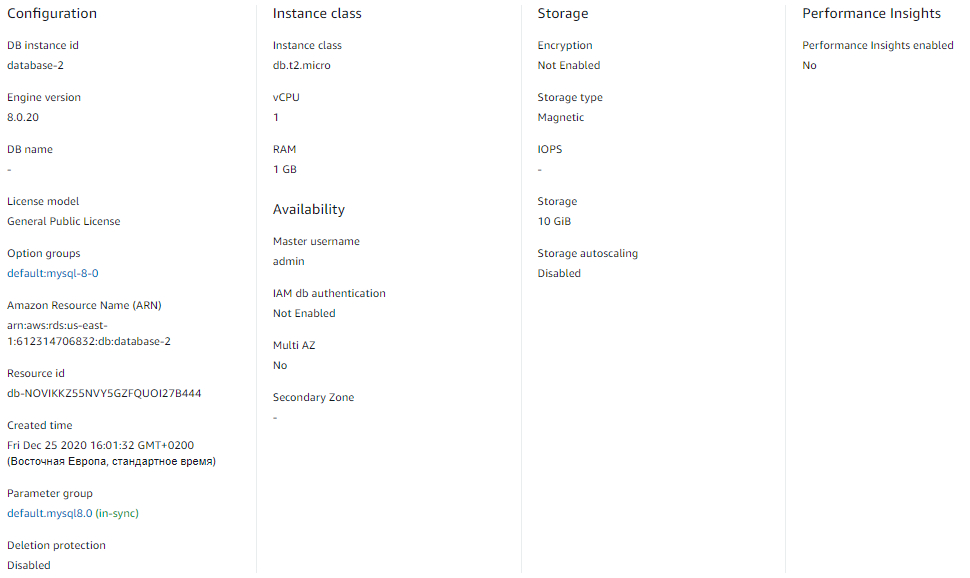 Configuration
DB instance id
database-2
Engine version
8.0.20
DB name
-
License model
General Public License
Option groups
default:mysql-8-0
Amazon Resource Name (ARN)
arn:aws:rds:us-east-
1:612314706832:db:database-2
Resource id
db-NOVIKKZ55NVY5GZFQUOI27B444
Created time
Fri Dec 25 2020 16:01:32 GMT+0200
(Восточная Европа, стандартное время)
Parameter group
default.mysql8.0 (in-sync)
Deletion protection
Disabled
Instance class
Instance class
db.t2.micro
vCPU
1
RAM
1 GB
Availability
Master username
admin
IAM db authentication
Not Enabled
Multi AZ
No
Secondary Zone
-
Storage
Encryption
Not Enabled
Storage type
Magnetic
IOPS
-
Storage
10 GiB
Storage autoscaling
Disabled
Performance Insights
Performance Insights enabled
No